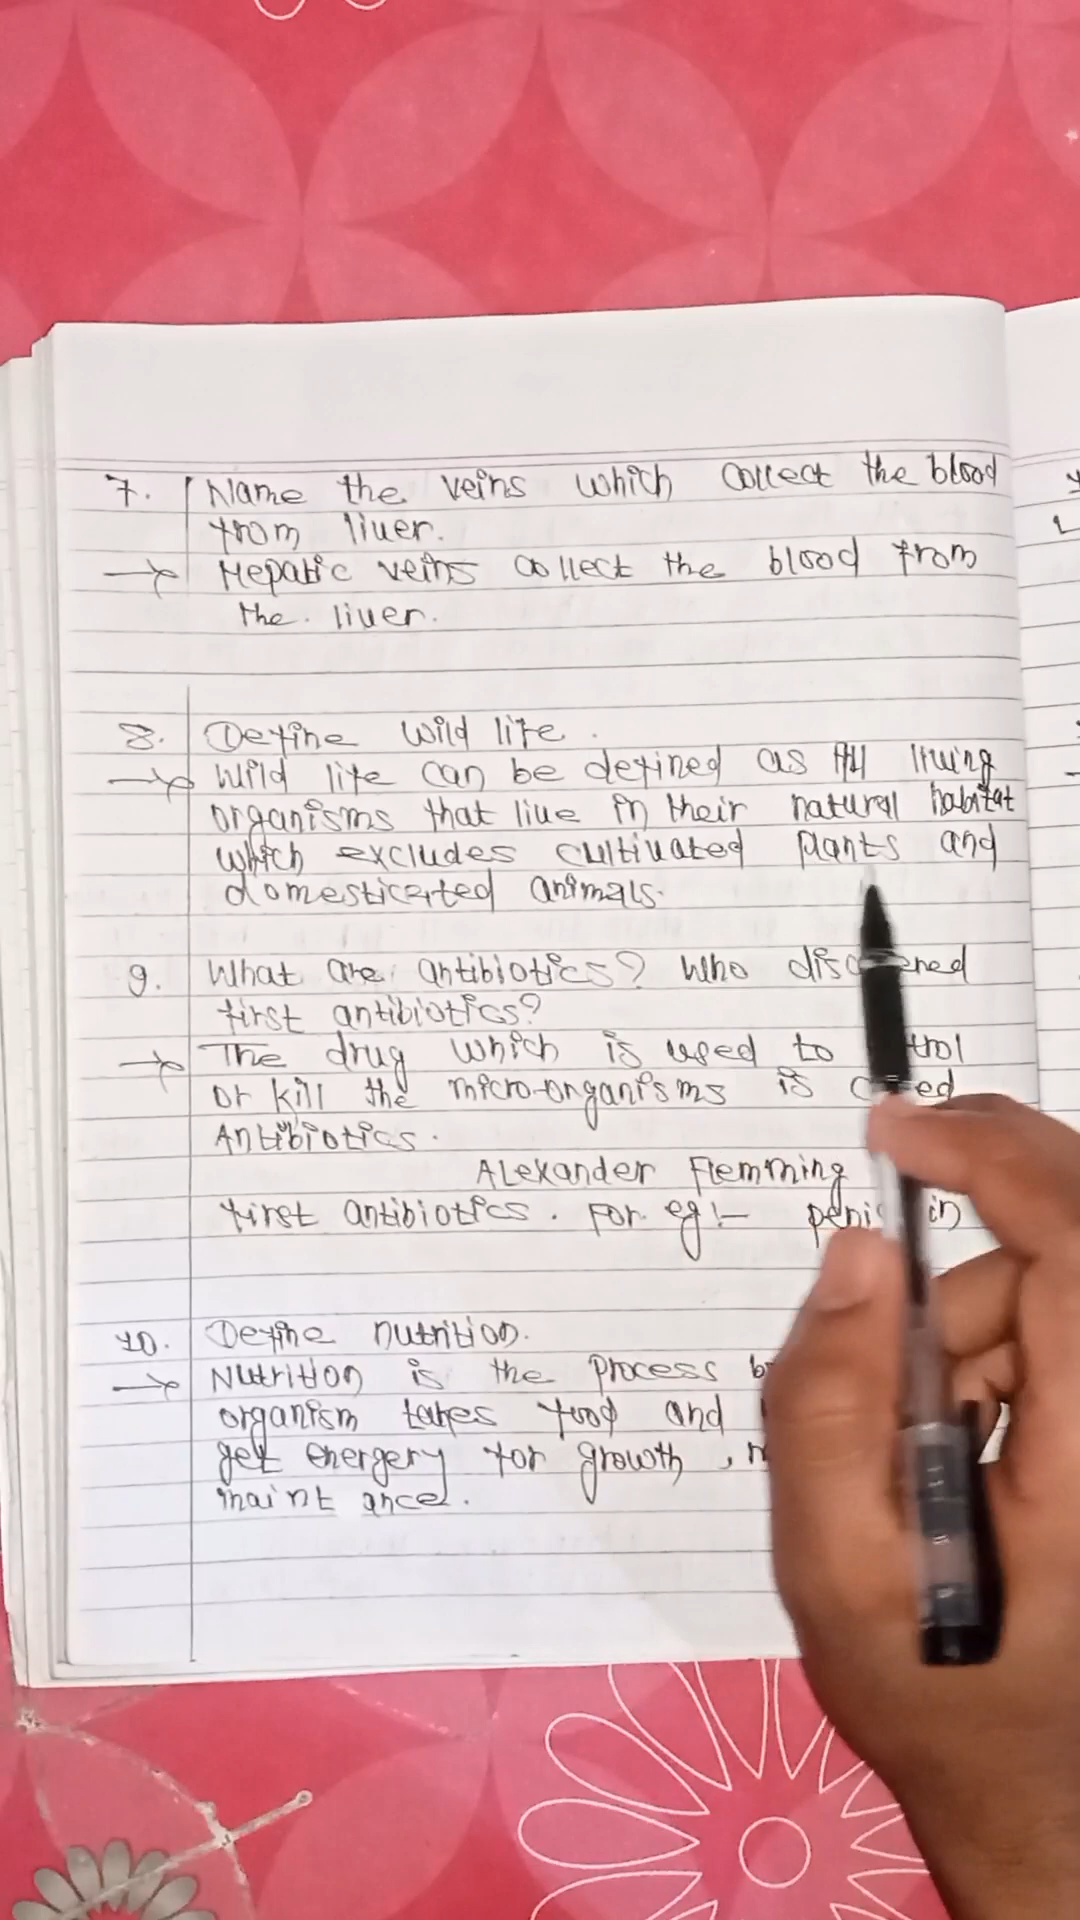 7. Name the veins which collect the blood
from liver.
→ Hepatic veins collect the blood from
the liver.
8. Define wild life.
→ Wild life can be defined as All living
organisms that live in their natural habitat
which excludes cultivated plants and
domesticated animals.
9. What are antibiotics? Who
first antibiotics?
→ The drug which is used to
or kill the micro-organisms is
Antibiotics.
Alexander Flemming
first antibiotics. For eg:-
10. Define nutrition.
→ Nutrition is the process
organism takes food and
get energery for growth,
maint ance.